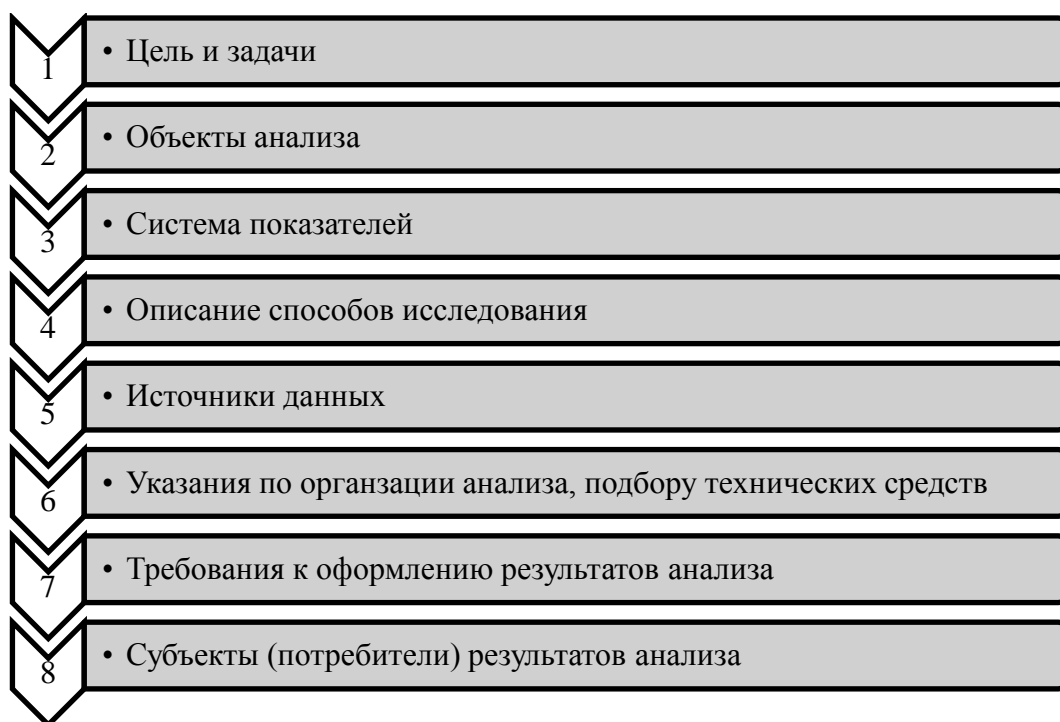 1 • Цель и задачи
2 • Объекты анализа
3 • Система показателей
4 • Описание способов исследования
5 • Источники данных
6 • Указания по органзации анализа, подбору технических средств
7 • Требования к оформлению результатов анализа
8 • Субъекты (потребители) результатов анализа